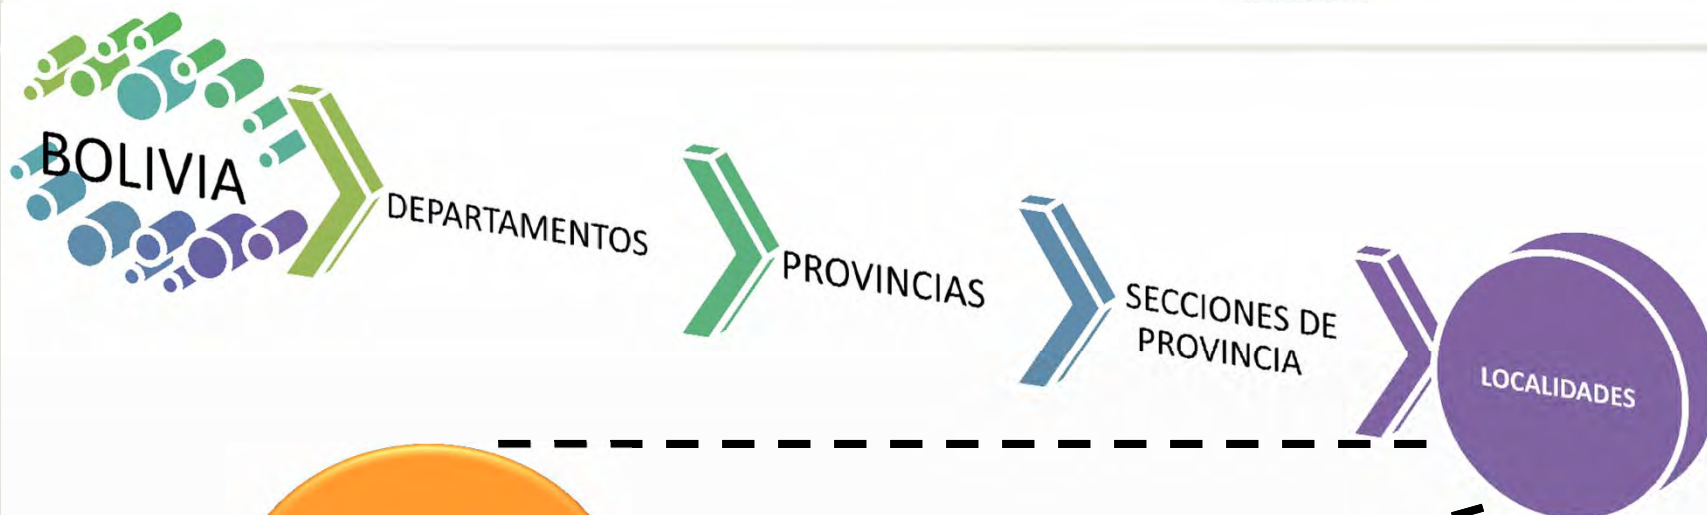 BOLIVIA
DEPARTAMENTOS
PROVINCIAS
SECCIONES DE
PROVINCIA
LOCALIDADES